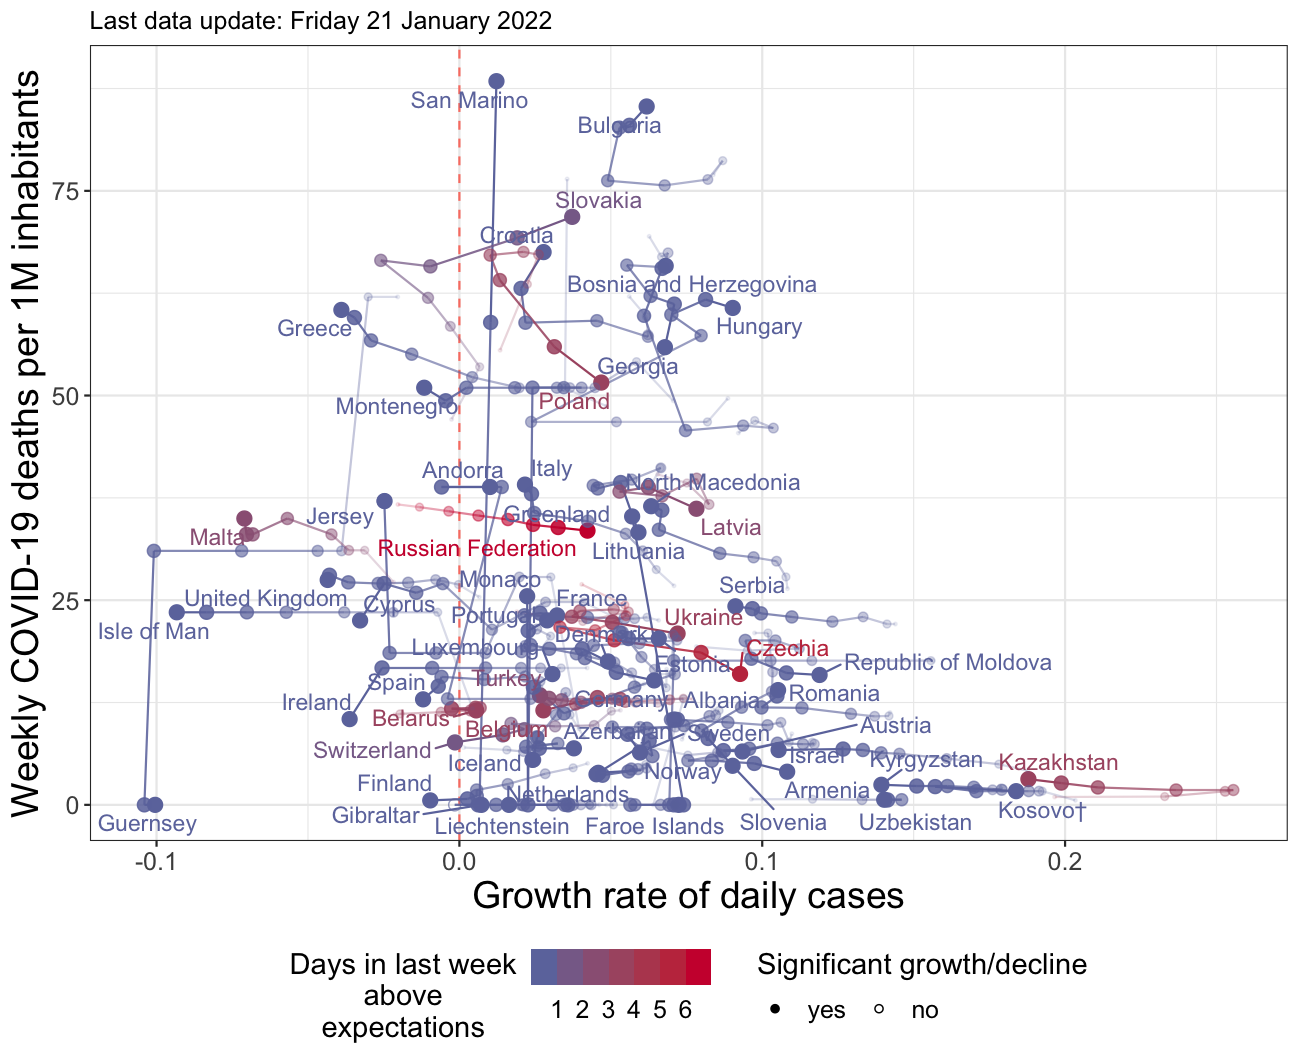 Last data update: Friday 21 January 2022
Weekly COVID-19 deaths per 1M inhabitants
75
50
25
0
San Marino
Bulgaria
Slovakia
Croatia
Bosnia and Herzegovina
Greece
Hungary
Georgia
Montenegro
Poland
Andorra
Italy
North Macedonia
Jersey
Greenland
Latvia
Malta
Russian Federation
Lithuania
Monaco
Serbia
United Kingdom
Cyprus
France
Isle of Man
Portugal
Ukraine
Denmark
Luxembourg
Czechia
Estonia
Republic of Moldova
Spain
Turkey
Ireland
Germany
Albania
Romania
Belarus
Belgium
Azerbaijan
Sweden
Austria
Switzerland
Iceland
Israel
Kyrgyzstan
Kazakhstan
Finland
Norway
Netherlands
Armenia
Gibraltar
Kosovo†
Guernsey
Liechtenstein
Faroe Islands
Slovenia
Uzbekistan
-0.1
0.0
0.1
0.2
Growth rate of daily cases
Days in last week
above
expectations
1 2 3 4 5 6
Significant growth/decline
yes
no